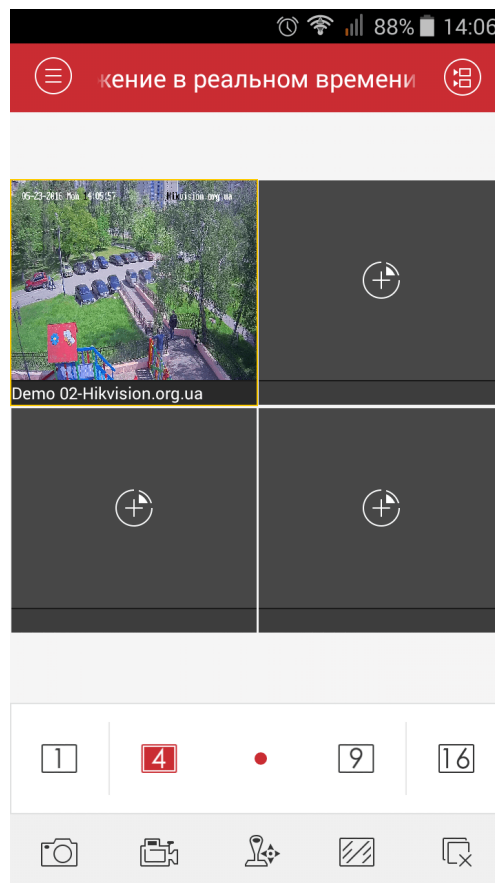 88% 14:06
жение в реальном времени
05-23-2016 Mon 14:05:57 Hikvision.org.ua
Demo 02-Hikvision.org.ua
1 4 9 16